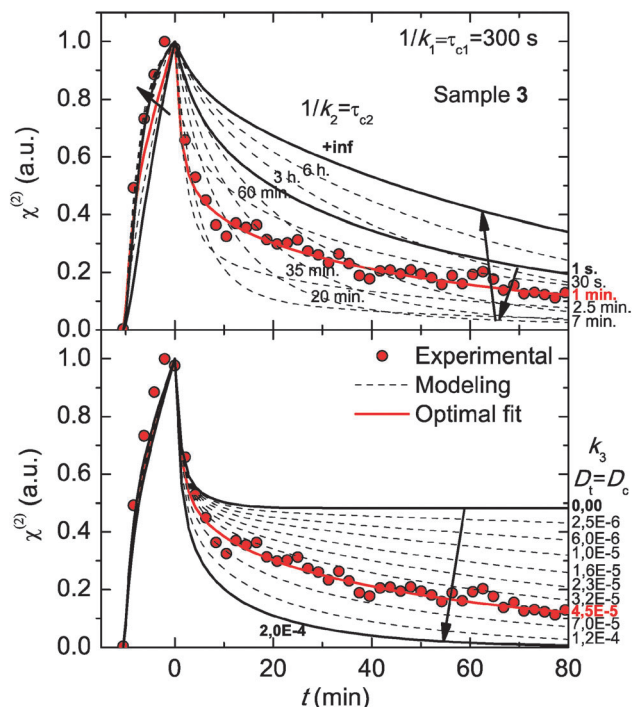 1/k₁=τc1=300 s
Sample 3
1/k₂=τc2
+inf
6 h.
3 h.
60 min.
35 min.
20 min.
1 s.
30 s.
1 min.
2.5 min.
7 min.
χ⁽²⁾ (a.u.)
1.0
0.8
0.6
0.4
0.2
0.0
Experimental
Modeling
Optimal fit
k₃
Dt=Dc
0,00
2,5E-6
6,0E-6
1,0E-5
1,6E-5
2,3E-5
3,2E-5
4,5E-5
7,0E-5
1,2E-4
2,0E-4
χ⁽²⁾ (a.u.)
1.0
0.8
0.6
0.4
0.2
0.0
0 20 40 60 80
t (min)